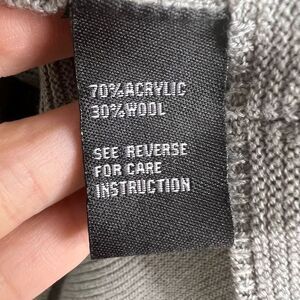 70%ACRYLIC
30%WOOL
SEE REVERSE
FOR CARE
INSTRUCTION